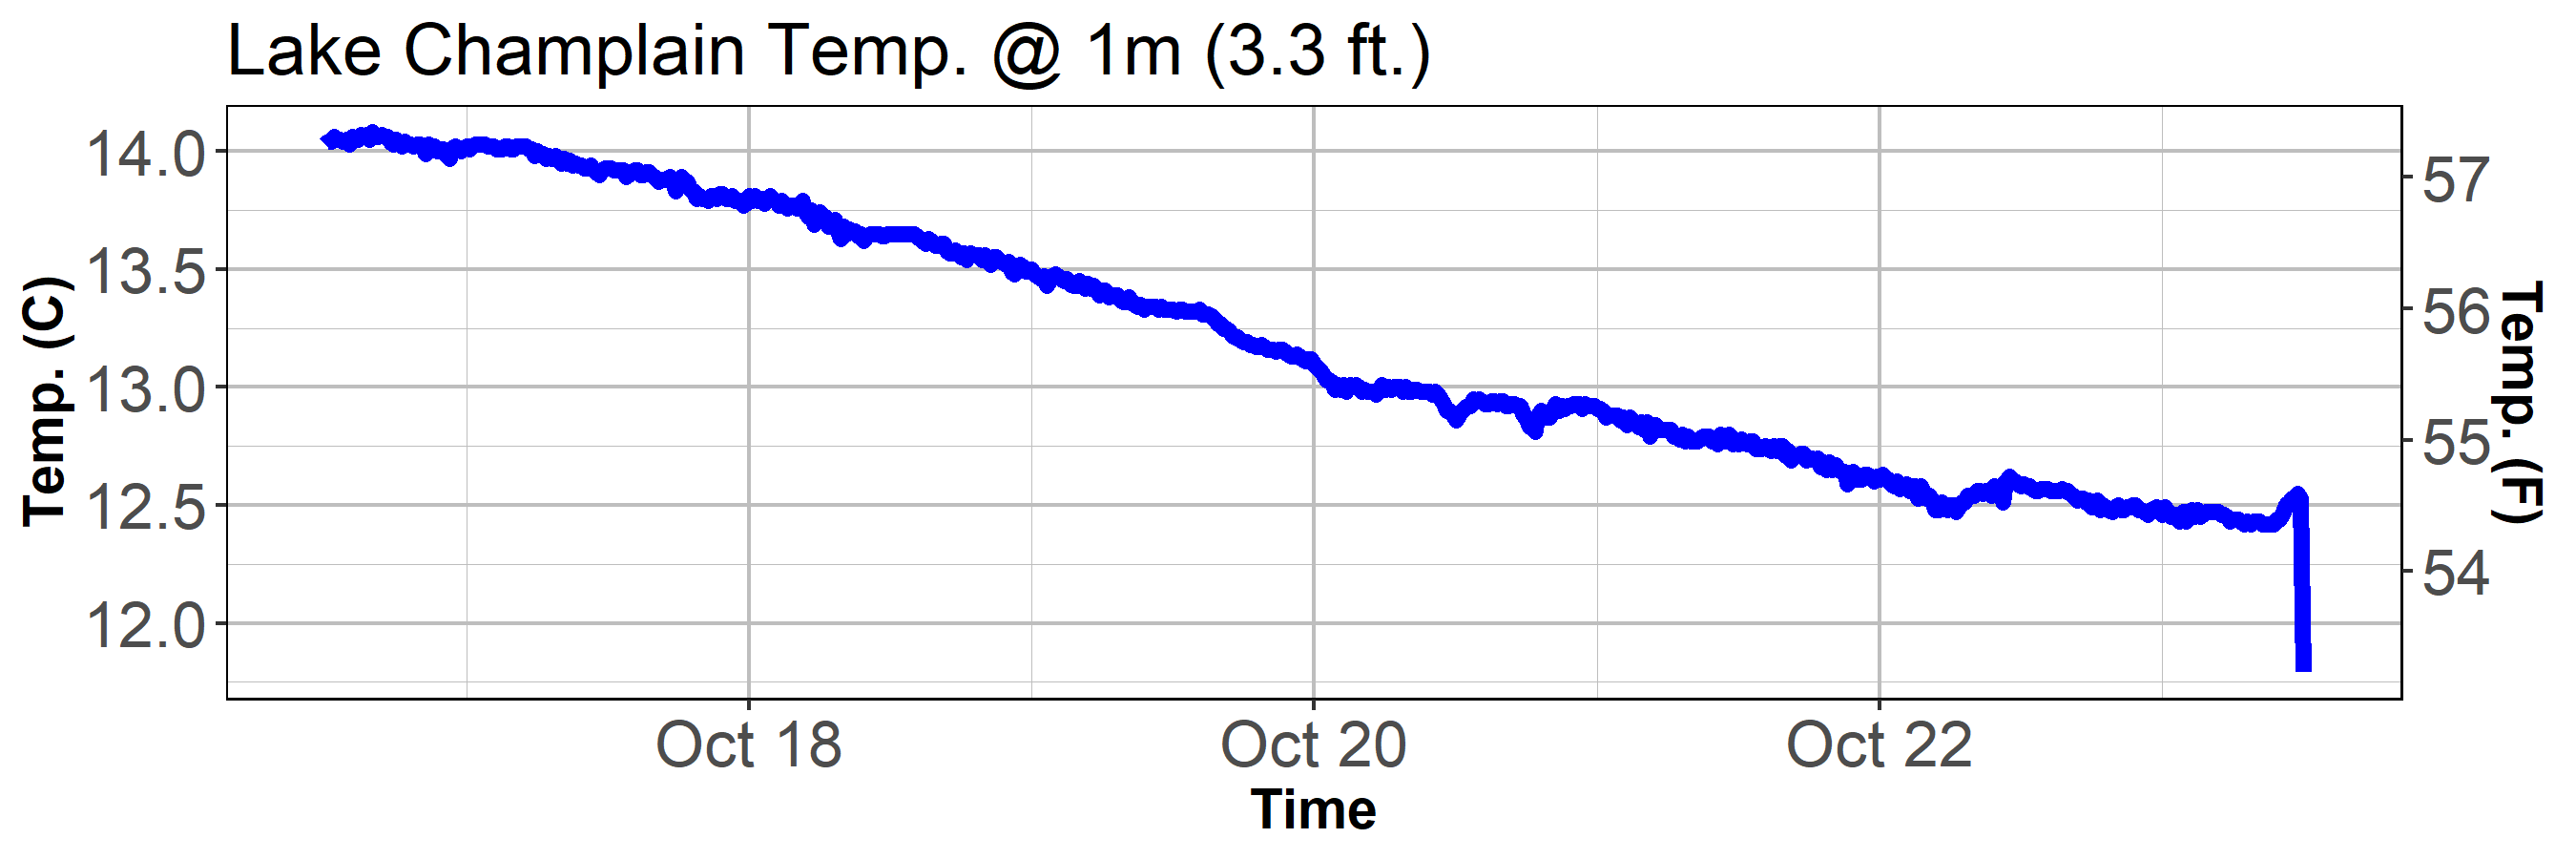 Lake Champlain Temp. @ 1m (3.3 ft.)
Temp. (C)
14.0
13.5
13.0
12.5
12.0
57
56
55
54
Temp. (F)
Oct 18
Oct 20
Oct 22
Time